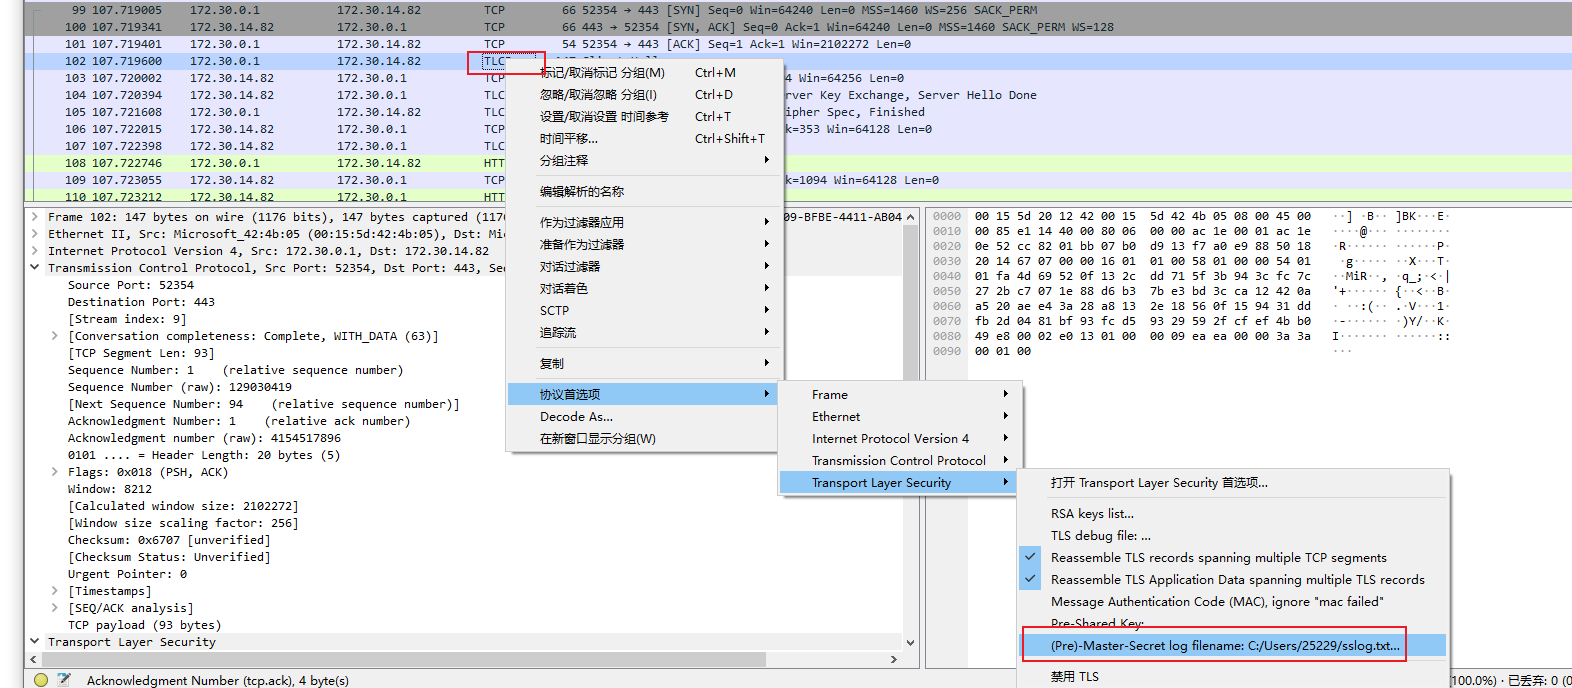 99 107.719005 172.30.0.1 172.30.14.82 TCP 66 52354 → 443 [SYN] Seq=0 Win=64240 Len=0 MSS=1460 WS=256 SACK_PERM
100 107.719341 172.30.14.82 172.30.0.1 TCP 66 443 → 52354 [SYN, ACK] Seq=0 Ack=1 Win=64240 Len=0 MSS=1460 SACK_PERM WS=128
101 107.719401 172.30.0.1 172.30.14.82 TCP 54 52354 → 443 [ACK] Seq=1 Ack=1 Win=2102272 Len=0
102 107.719600 172.30.0.1 172.30.14.82 TLC
103 107.720002 172.30.14.82 172.30.0.1 TCP 4 Win=64256 Len=0
104 107.720394 172.30.14.82 172.30.0.1 TLC rver Key Exchange, Server Hello Done
105 107.721608 172.30.0.1 172.30.14.82 TLC ipher Spec, Finished
106 107.722015 172.30.14.82 172.30.0.1 TCP k=353 Win=64128 Len=0
107 107.722398 172.30.14.82 172.30.0.1 TLC
108 107.722746 172.30.0.1 172.30.14.82 HTT
109 107.723055 172.30.14.82 172.30.0.1 TCP k=1094 Win=64128 Len=0
110 107.723212 172.30.14.82 172.30.0.1 HTT
标记/取消标记 分组(M) Ctrl+M
忽略/取消忽略 分组(I) Ctrl+D
设置/取消设置 时间参考 Ctrl+T
时间平移... Ctrl+Shift+T
分组注释
编辑解析的名称
作为过滤器应用
准备作为过滤器
对话过滤器
对话着色
SCTP
追踪流
复制
协议首选项
Decode As...
在新窗口显示分组(W)
Frame
Ethernet
Internet Protocol Version 4
Transmission Control Protocol
Transport Layer Security
打开 Transport Layer Security 首选项...
RSA keys list...
TLS debug file: ...
Reassemble TLS records spanning multiple TCP segments
Reassemble TLS Application Data spanning multiple TLS records
Message Authentication Code (MAC), ignore "mac failed"
Pre-Shared Key:
(Pre)-Master-Secret log filename: C:/Users/25229/sslog.txt...
禁用 TLS
Frame 102: 147 bytes on wire (1176 bits), 147 bytes captured (1176 09-BFBE-4411-AB04
Ethernet II, Src: Microsoft_42:4b:05 (00:15:5d:42:4b:05), Dst: Mi
Internet Protocol Version 4, Src: 172.30.0.1, Dst: 172.30.14.82
Transmission Control Protocol, Src Port: 52354, Dst Port: 443, Se
Source Port: 52354
Destination Port: 443
[Stream index: 9]
[Conversation completeness: Complete, WITH_DATA (63)]
[TCP Segment Len: 93]
Sequence Number: 1 (relative sequence number)
Sequence Number (raw): 129030419
[Next Sequence Number: 94 (relative sequence number)]
Acknowledgment Number: 1 (relative ack number)
Acknowledgment number (raw): 4154517896
0101 .... = Header Length: 20 bytes (5)
Flags: 0x018 (PSH, ACK)
Window: 8212
[Calculated window size: 2102272]
[Window size scaling factor: 256]
Checksum: 0x6707 [unverified]
[Checksum Status: Unverified]
Urgent Pointer: 0
[Timestamps]
[SEQ/ACK analysis]
TCP payload (93 bytes)
Transport Layer Security
0000 00 15 5d 20 12 42 00 15 5d 42 4b 05 08 00 45 00 ··] ·B·· ]BK···E·
0010 00 85 e1 14 40 00 80 06 00 00 ac 1e 00 01 ac 1e ····@··· ········
0020 0e 52 cc 82 01 bb 07 b0 d9 13 f7 a0 e9 88 50 18 ·R······ ······P·
0030 20 14 67 07 00 00 16 01 01 00 58 01 00 00 54 01 ·g····· ··X···T·
0040 01 fa 4d 69 52 0f 13 2c dd 71 5f 3b 94 3c fc 7c ··MiR··, ·q_;·<·|
0050 27 2b c7 07 1e 88 d6 b3 7b e3 bd 3c ca 12 42 0a '+······ {··<··B·
0060 a5 20 ae e4 3a 28 a8 13 2e 18 56 0f 15 94 31 dd · ··:(·· .·V···1·
0070 fb 2d 04 81 bf 93 fc d5 93 29 59 2f cf ef 4b b0 ·-······ ·)Y/··K·
0080 49 e8 00 02 e0 13 01 00 00 09 ea ea 00 00 3a 3a I······· ······::
0090 00 01 00 ···
Acknowledgment Number (tcp.ack), 4 byte(s)
100.0%) · 已丢弃: 0 (0